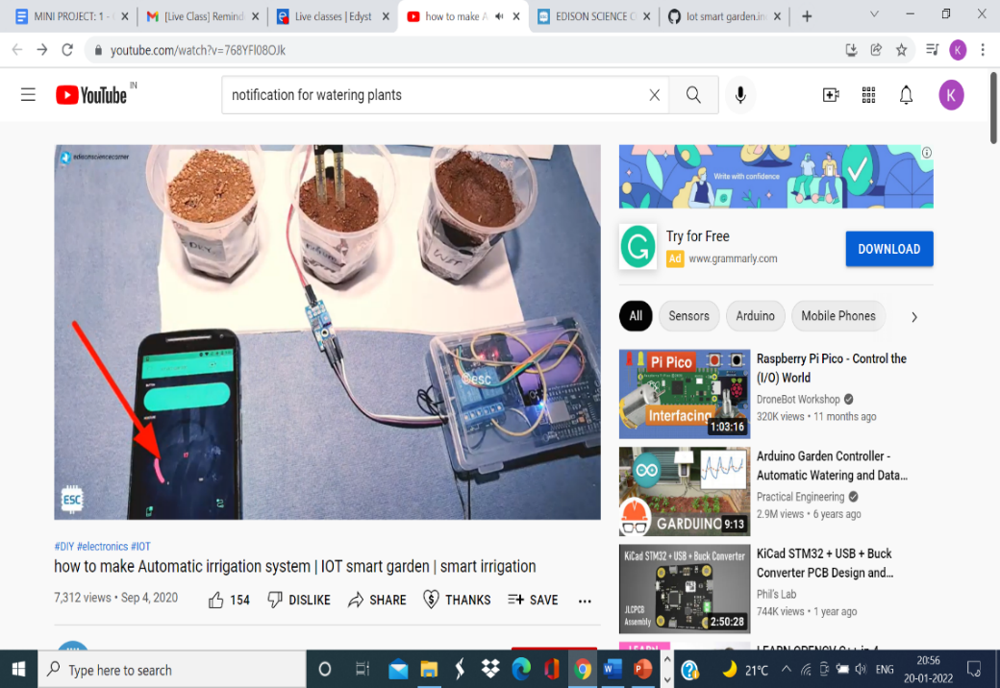 MINI PROJECT: 1 -
[Live Class] Remind
Live classes | Edyst
how to make A
EDISON SCIENCE C
Iot smart garden.in
youtube.com/watch?v=768YFI08OJk
K
YouTube IN
notification for watering plants
K
edisonsciencecorner
DRY
WET
esc
ESC
Write with confidence
Try for Free
Ad www.grammarly.com
DOWNLOAD
All
Sensors
Arduino
Mobile Phones
Pi Pico
Interfacing
1:03:16
Raspberry Pi Pico - Control the
(I/O) World
DroneBot Workshop
320K views • 11 months ago
GARDUINO
9:13
Arduino Garden Controller -
Automatic Watering and Data...
Practical Engineering
2.9M views • 6 years ago
KiCad STM32 + USB + Buck Converter
JLCPCB
Assembly
2:50:28
KiCad STM32 + USB + Buck
Converter PCB Design and...
Phil's Lab
744K views • 1 year ago
#DIY #electronics #IOT
how to make Automatic irrigation system | IOT smart garden | smart irrigation
7,312 views • Sep 4, 2020
154
DISLIKE
SHARE
THANKS
SAVE
Type here to search
21°C
ENG
20:56
20-01-2022